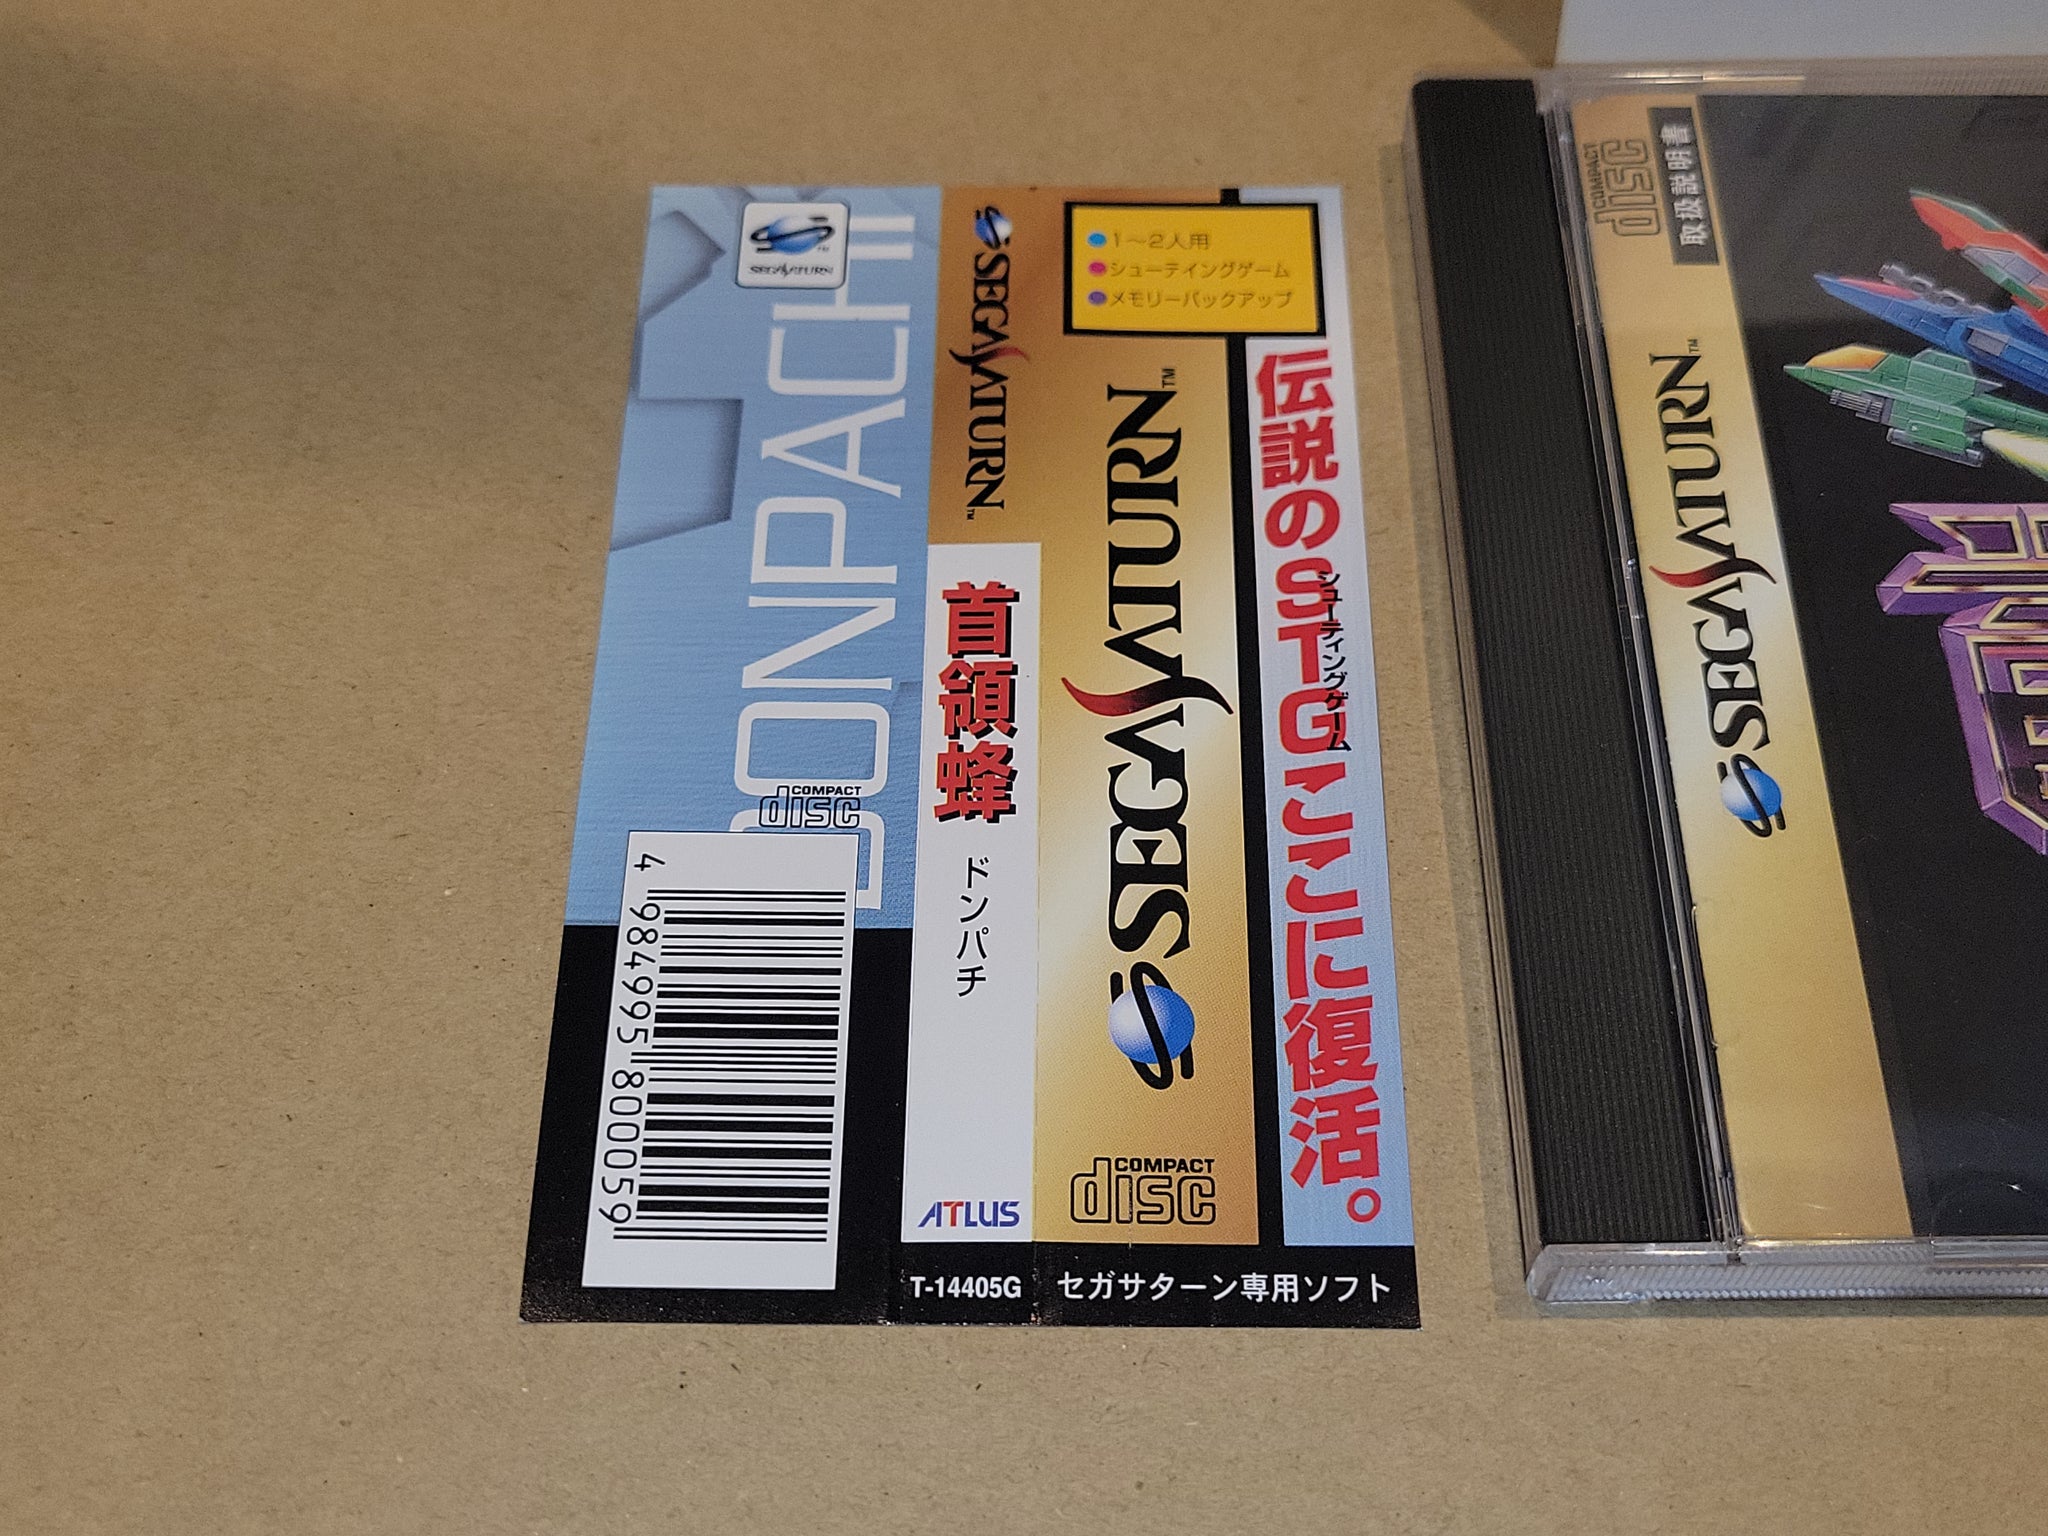 DONPACHI
SEGA SATURN™
COMPACT
disc
4 984995 800059
SEGA SATURN™
首領蜂
ドンパチ
ATLUS
T-14405G
1〜2人用
シューティングゲーム
メモリーバックアップ
SEGA SATURN™
COMPACT
disc
伝説のSTGここに復活。
シューティングゲーム
セガサターン専用ソフト
COMPACT
disc
取扱説明書
SEGA SATURN™